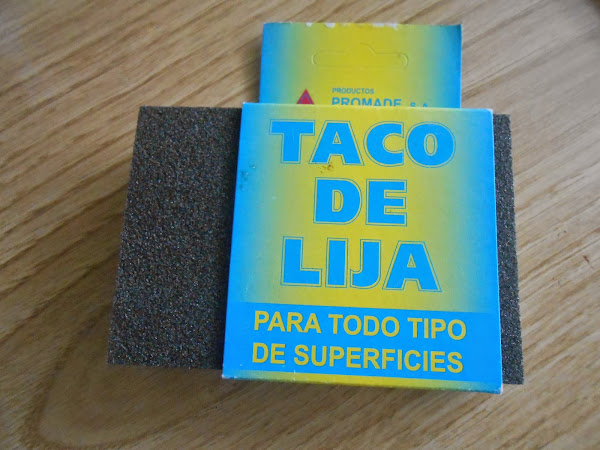 PRODUCTOS
PROMADE, S.A.
TACO
DE
LIJA
PARA TODO TIPO
DE SUPERFICIES